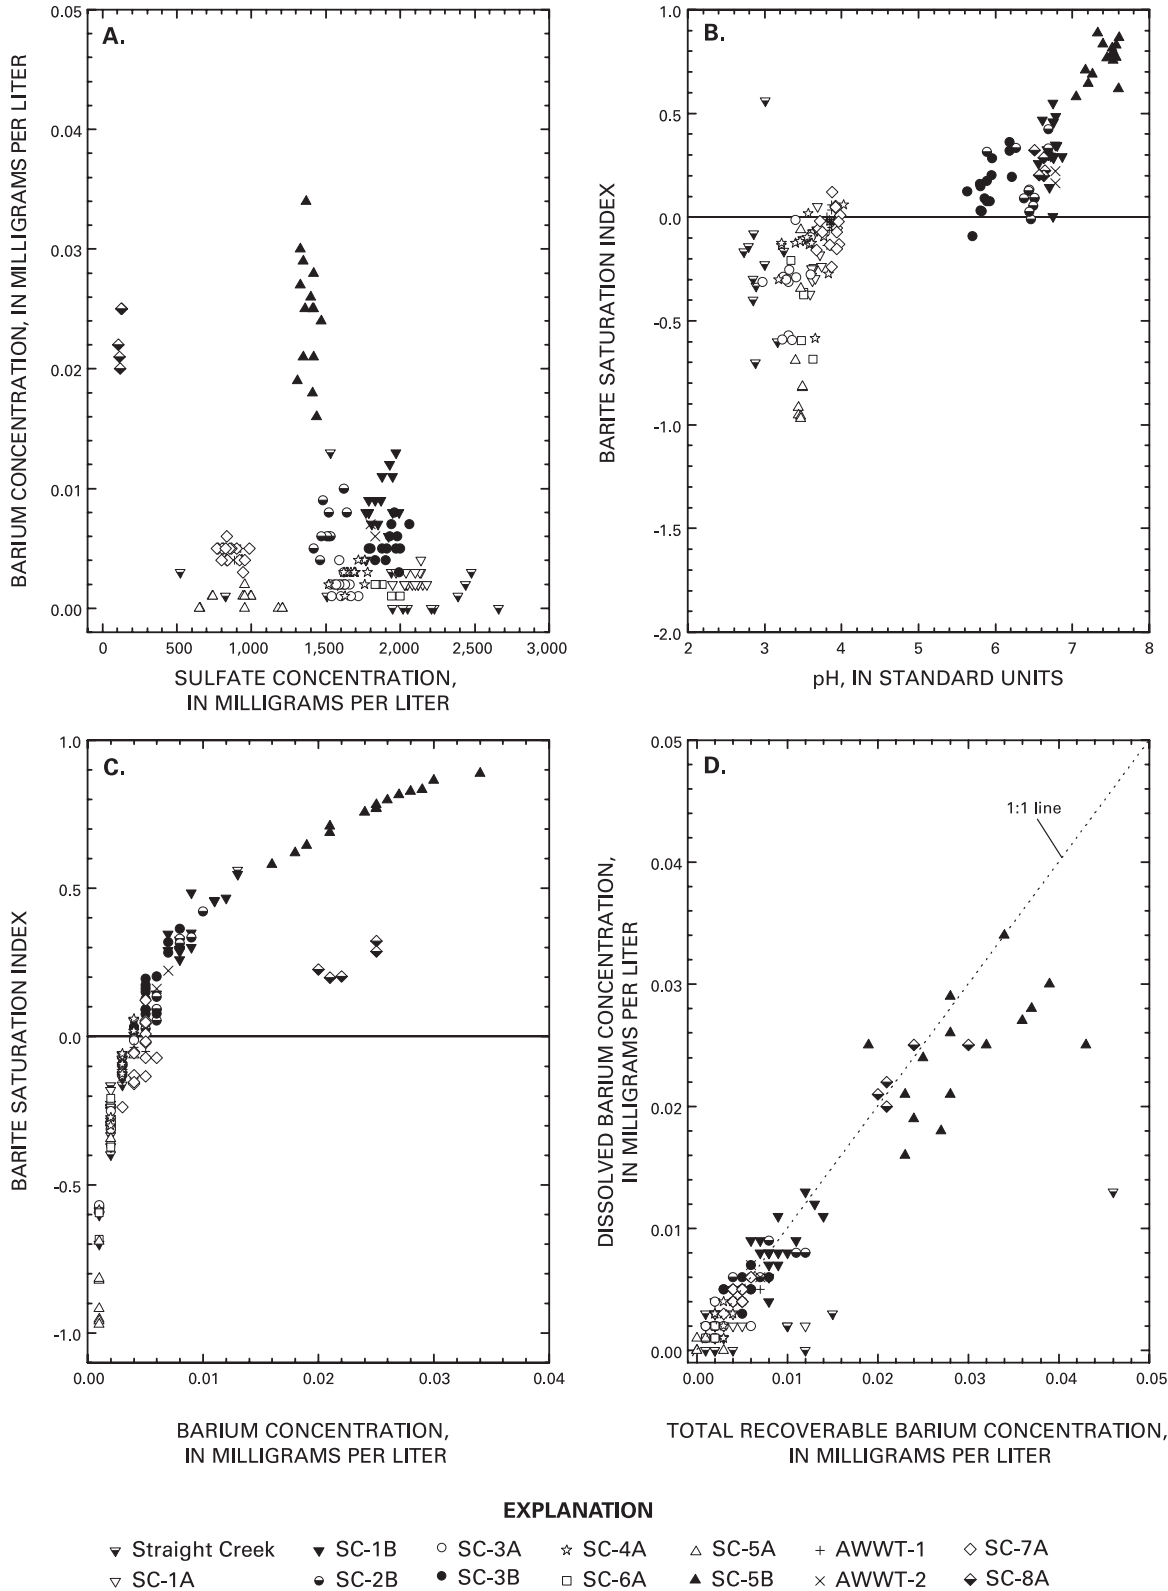 A.
0.05
0.04
0.03
0.02
0.01
0.00
0
500
1,000
1,500
2,000
2,500
3,000
BARIUM CONCENTRATION, IN MILLIGRAMS PER LITER
SULFATE CONCENTRATION,
IN MILLIGRAMS PER LITER
B.
1.0
0.5
0.0
-0.5
-1.0
-1.5
-2.0
2
3
4
5
6
7
8
BARITE SATURATION INDEX
pH, IN STANDARD UNITS
C.
1.0
0.5
0.0
-0.5
-1.0
0.00
0.01
0.02
0.03
0.04
BARITE SATURATION INDEX
BARIUM CONCENTRATION,
IN MILLIGRAMS PER LITER
D.
1:1 line
0.05
0.04
0.03
0.02
0.01
0.00
0.00
0.01
0.02
0.03
0.04
0.05
DISSOLVED BARIUM CONCENTRATION,
IN MILLIGRAMS PER LITER
TOTAL RECOVERABLE BARIUM CONCENTRATION,
IN MILLIGRAMS PER LITER
EXPLANATION
Straight Creek
SC-1B
SC-3A
SC-4A
SC-5A
AWWT-1
SC-7A
SC-1A
SC-2B
SC-3B
SC-6A
SC-5B
AWWT-2
SC-8A